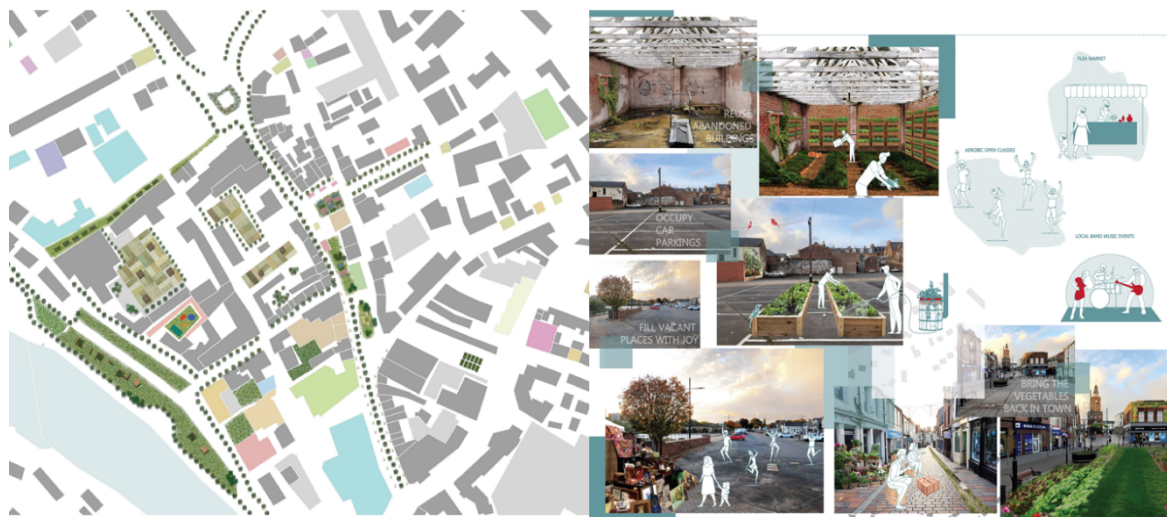 REUSE
ABANDONED
BUILDINGS
FLEA MARKET
AEROBIC OPEN CLASSES
OCCUPY
CAR
PARKINGS
LOCAL BAND MUSIC EVENTS
FILL VACANT
PLACES WITH JOY
BRING THE
VEGETABLES
BACK IN TOWN